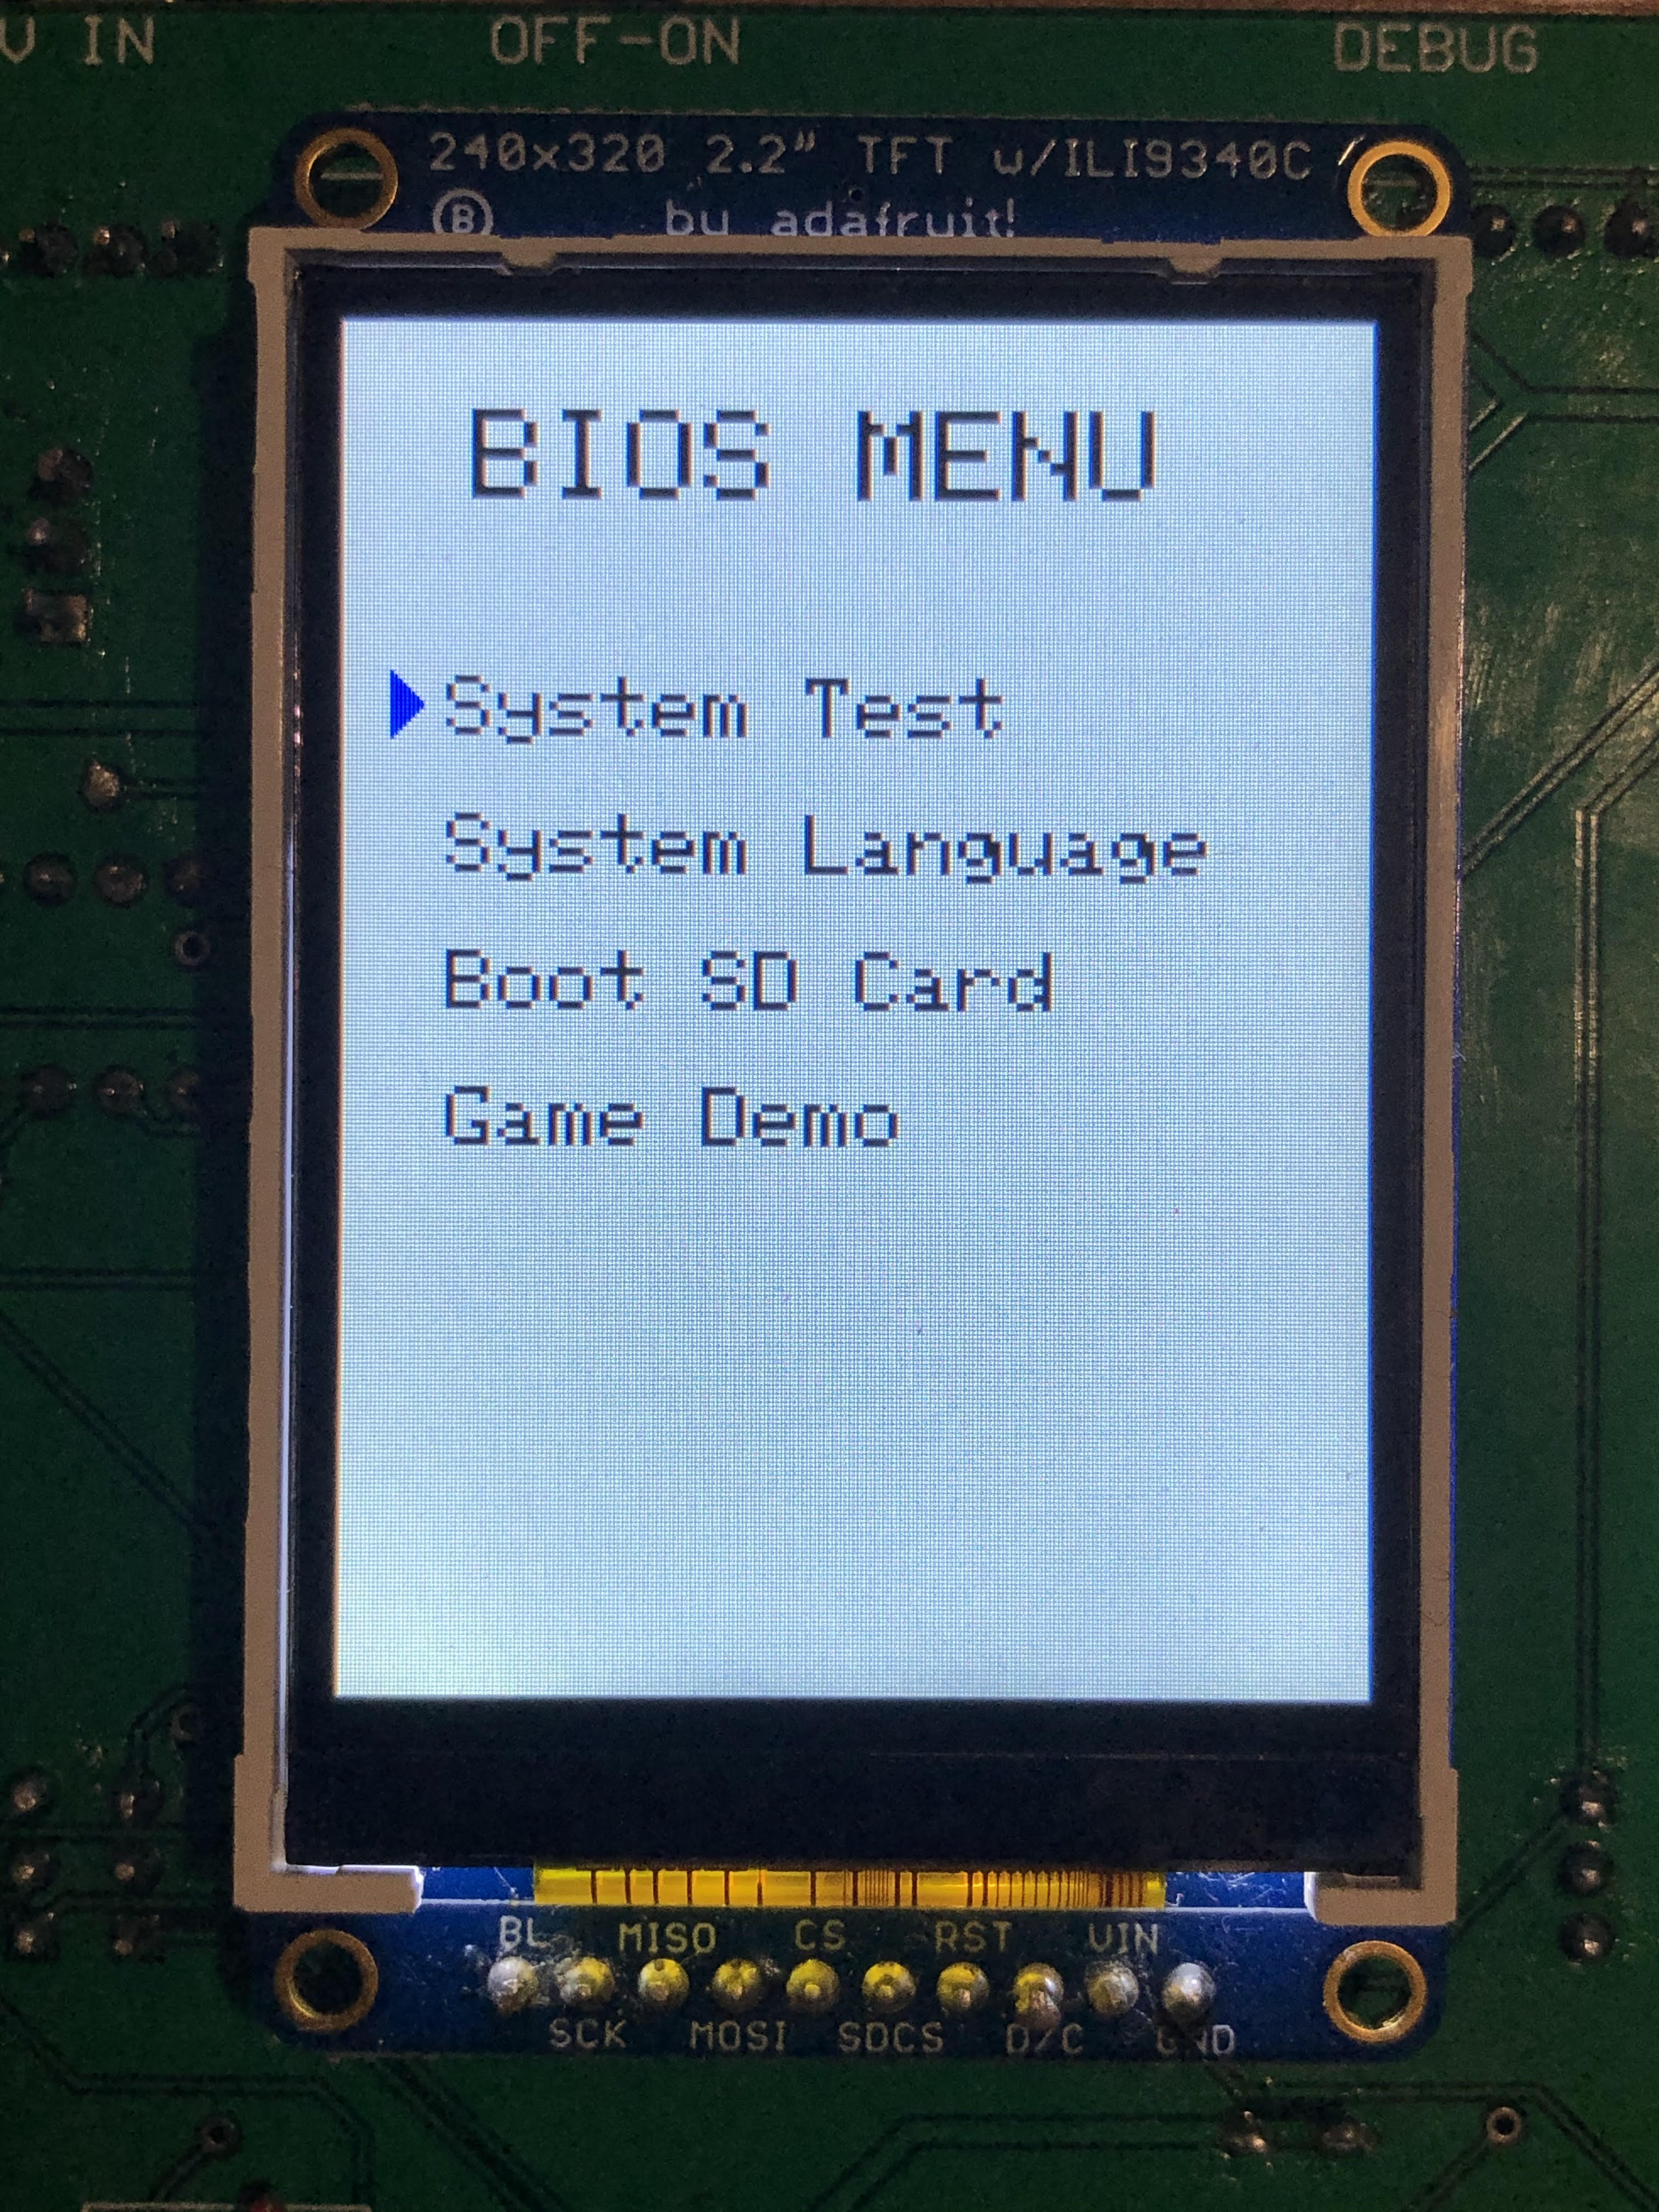 V IN OFF-ON DEBUG
240x320 2.2" TFT w/ILI9340C
B by adafruit!
BIOS MENU
System Test
System Language
Boot SD Card
Game Demo
BL MISO CS RST VIN
SCK MOSI SDCS D/C GND